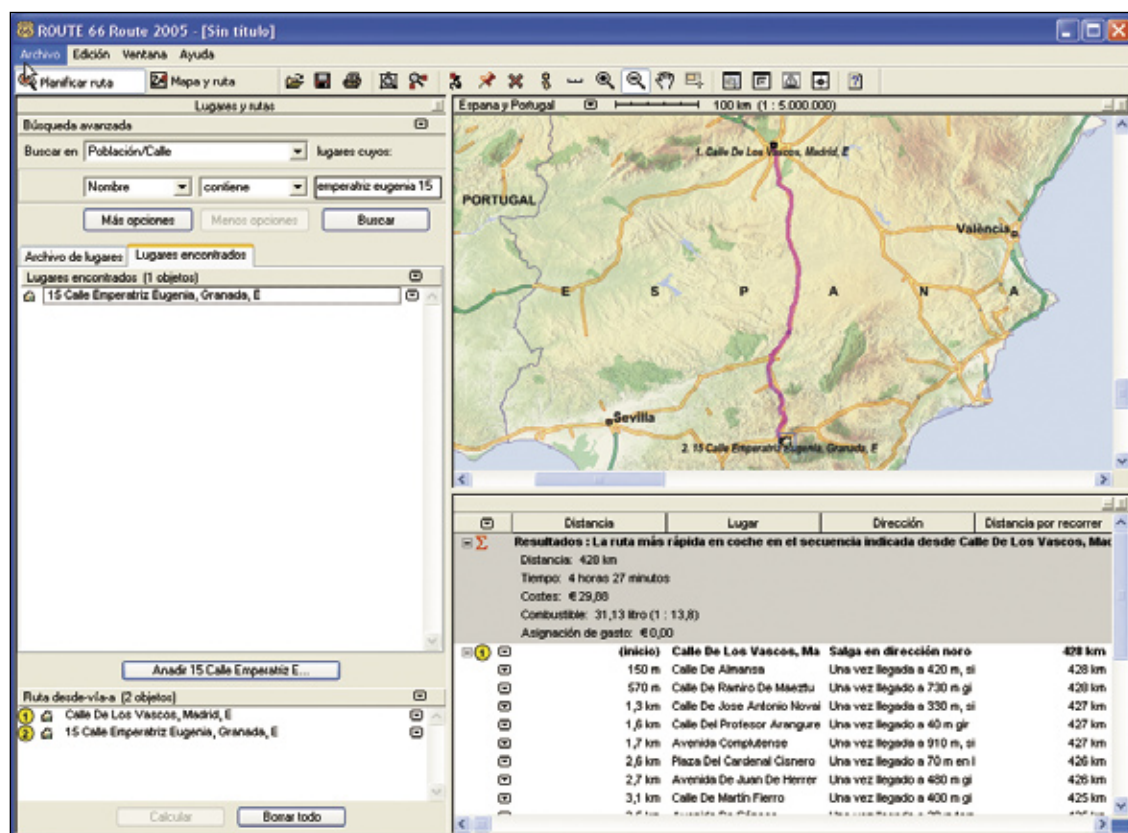 ROUTE 66 Route 2005 - [Sin título]
Archivo Edición Ventana Ayuda
Planificar ruta Mapa y ruta
Lugares y rutas
Búsqueda avanzada
Buscar en Población/Calle lugares cuyos:
Nombre contiene emperatriz eugenia 15
Más opciones Menos opciones Buscar
Archivo de lugares Lugares encontrados
Lugares encontrados (1 objetos)
15 Calle Emperatriz Eugenia, Granada, E
Anadir 15 Calle Emperatriz E...
Ruta desde-vía-a (2 objetos)
1 Calle De Los Vascos, Madrid, E
2 15 Calle Emperatriz Eugenia, Granada, E
Calcular Borrar todo
Espana y Portugal 100 km (1 : 5.000.000)
1. Calle De Los Vascos, Madrid, E
PORTUGAL
València
E S P A N A
Sevilla
2. 15 Calle Emperatriz Eugenia, Granada, E
Distancia Lugar Dirección Distancia por recorrer
Resultados : La ruta más rápida en coche en el secuencia indicada desde Calle De Los Vascos, Mad
Distancia: 428 km
Tiempo: 4 horas 27 minutos
Costes: € 29,88
Combustible: 31,13 litro (1 : 13,8)
Asignación de gasto: € 0,00
1 (inicio) Calle De Los Vascos, Ma Salga en dirección noro 428 km
150 m Calle De Almansa Una vez llegado a 420 m, si 428 km
570 m Calle De Ramiro De Maeztu Una vez llegado a 730 m gi 428 km
1,3 km Calle De Jose Antonio Novai Una vez llegado a 330 m, si 427 km
1,6 km Calle Del Profesor Arangure Una vez llegado a 40 m gir 427 km
1,7 km Avenida Complutense Una vez llegado a 910 m, si 427 km
2,6 km Plaza Del Cardenal Cisnero Una vez llegado a 70 m en l 426 km
2,7 km Avenida De Juan De Herrer Una vez llegado a 480 m gi 426 km
3,1 km Calle De Martín Fierro Una vez llegado a 400 m gi 425 km